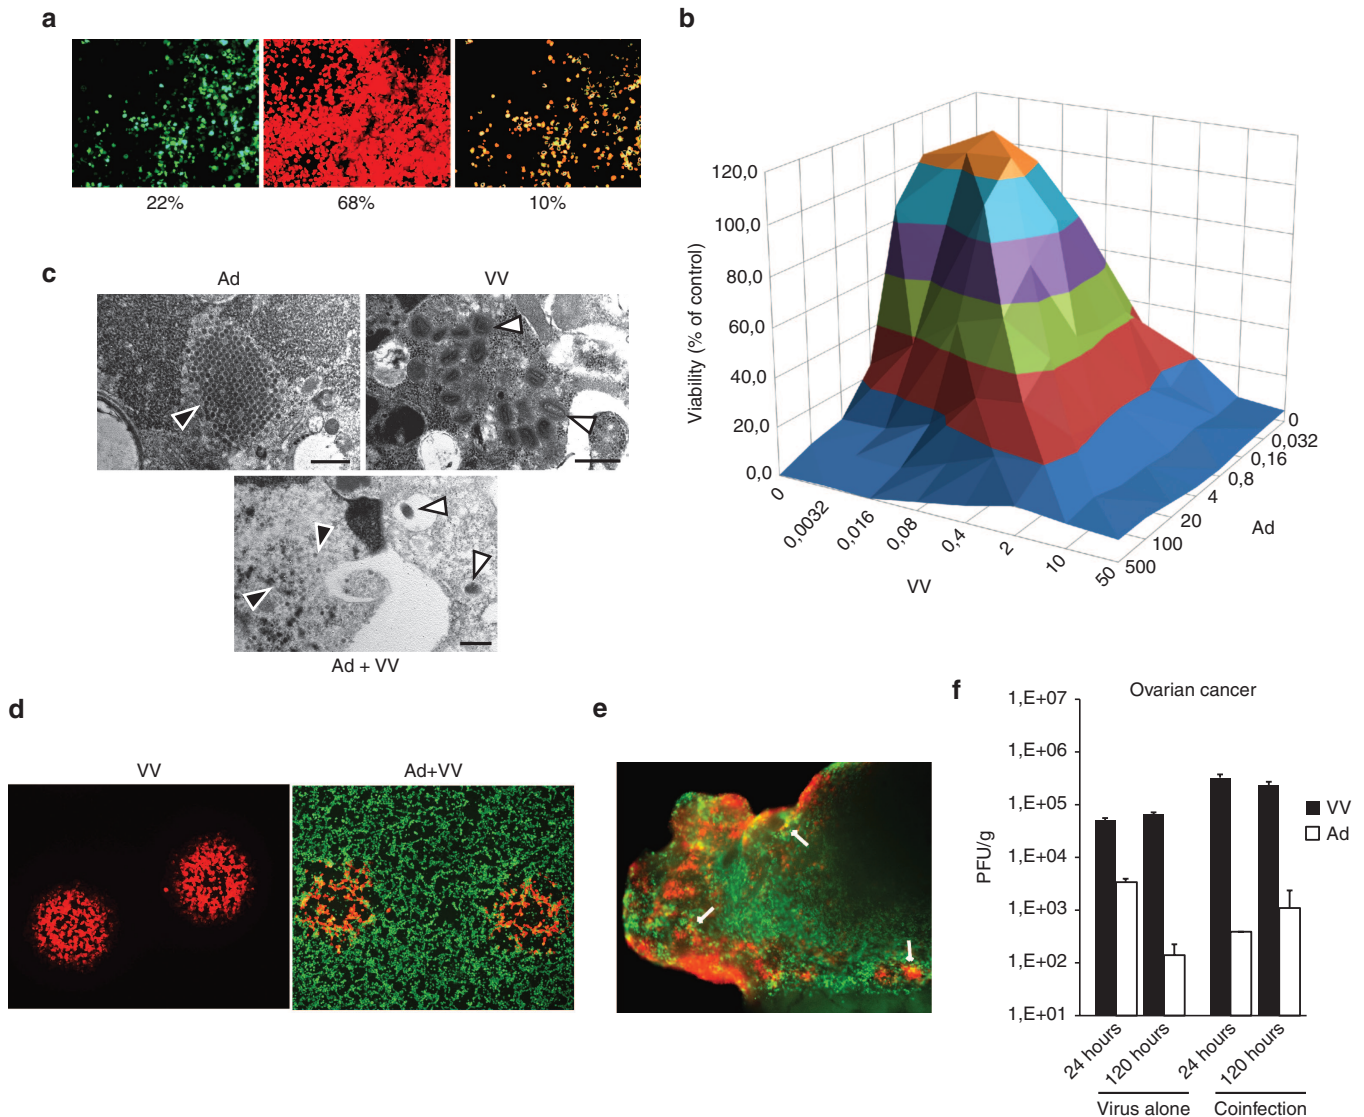 a
22%
68%
10%
b
Viability (% of control)
120,0
100,0
80,0
60,0
40,0
20,0
0,0
0
0,0032
0,016
0,08
0,4
2
10
50
VV
0
0,032
0,16
0,8
4
20
100
500
Ad
c
Ad
VV
Ad + VV
d
VV
Ad+VV
e
f
Ovarian cancer
PFU/g
1,E+07
1,E+06
1,E+05
1,E+04
1,E+03
1,E+02
1,E+01
VV
Ad
24 hours
120 hours
24 hours
120 hours
Virus alone
Coinfection